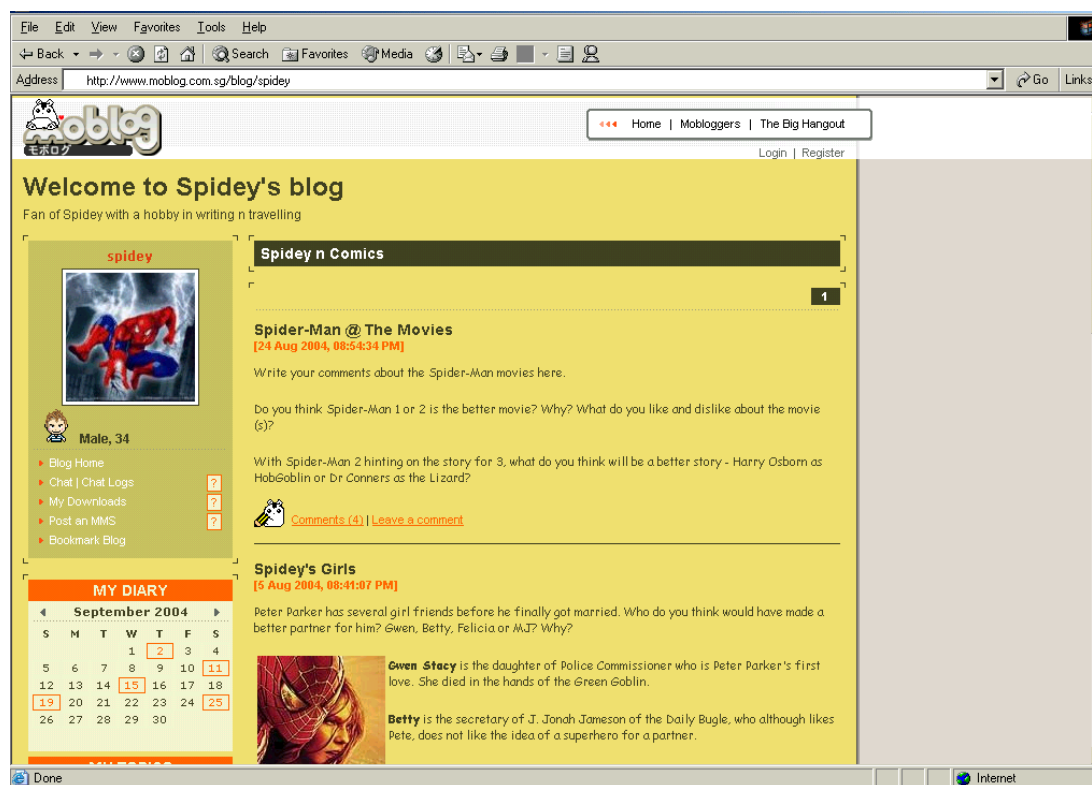 File Edit View Favorites Tools Help
Back Search Favorites Media
Address http://www.moblog.com.sg/blog/spidey Go Links
moblog
モボログ
Home | Mobloggers | The Big Hangout
Login | Register
Welcome to Spidey's blog
Fan of Spidey with a hobby in writing n travelling
spidey
Male, 34
Blog Home
Chat | Chat Logs ?
My Downloads ?
Post an MMS ?
Bookmark Blog
MY DIARY
September 2004
S M T W T F S
1 2 3 4
5 6 7 8 9 10 11
12 13 14 15 16 17 18
19 20 21 22 23 24 25
26 27 28 29 30
MY TOPICS
Spidey n Comics
1
Spider-Man @ The Movies
[24 Aug 2004, 08:54:34 PM]
Write your comments about the Spider-Man movies here.
Do you think Spider-Man 1 or 2 is the better movie? Why? What do you like and dislike about the movie
(s)?
With Spider-Man 2 hinting on the story for 3, what do you think will be a better story - Harry Osborn as
HobGoblin or Dr Conners as the Lizard?
Comments (4) | Leave a comment
Spidey's Girls
[5 Aug 2004, 08:41:07 PM]
Peter Parker has several girl friends before he finally got married. Who do you think would have made a
better partner for him? Gwen, Betty, Felicia or MJ? Why?
Gwen Stacy is the daughter of Police Commissioner who is Peter Parker's first
love. She died in the hands of the Green Goblin.
Betty is the secretary of J. Jonah Jameson of the Daily Bugle, who although likes
Pete, does not like the idea of a superhero for a partner.
Done
Internet